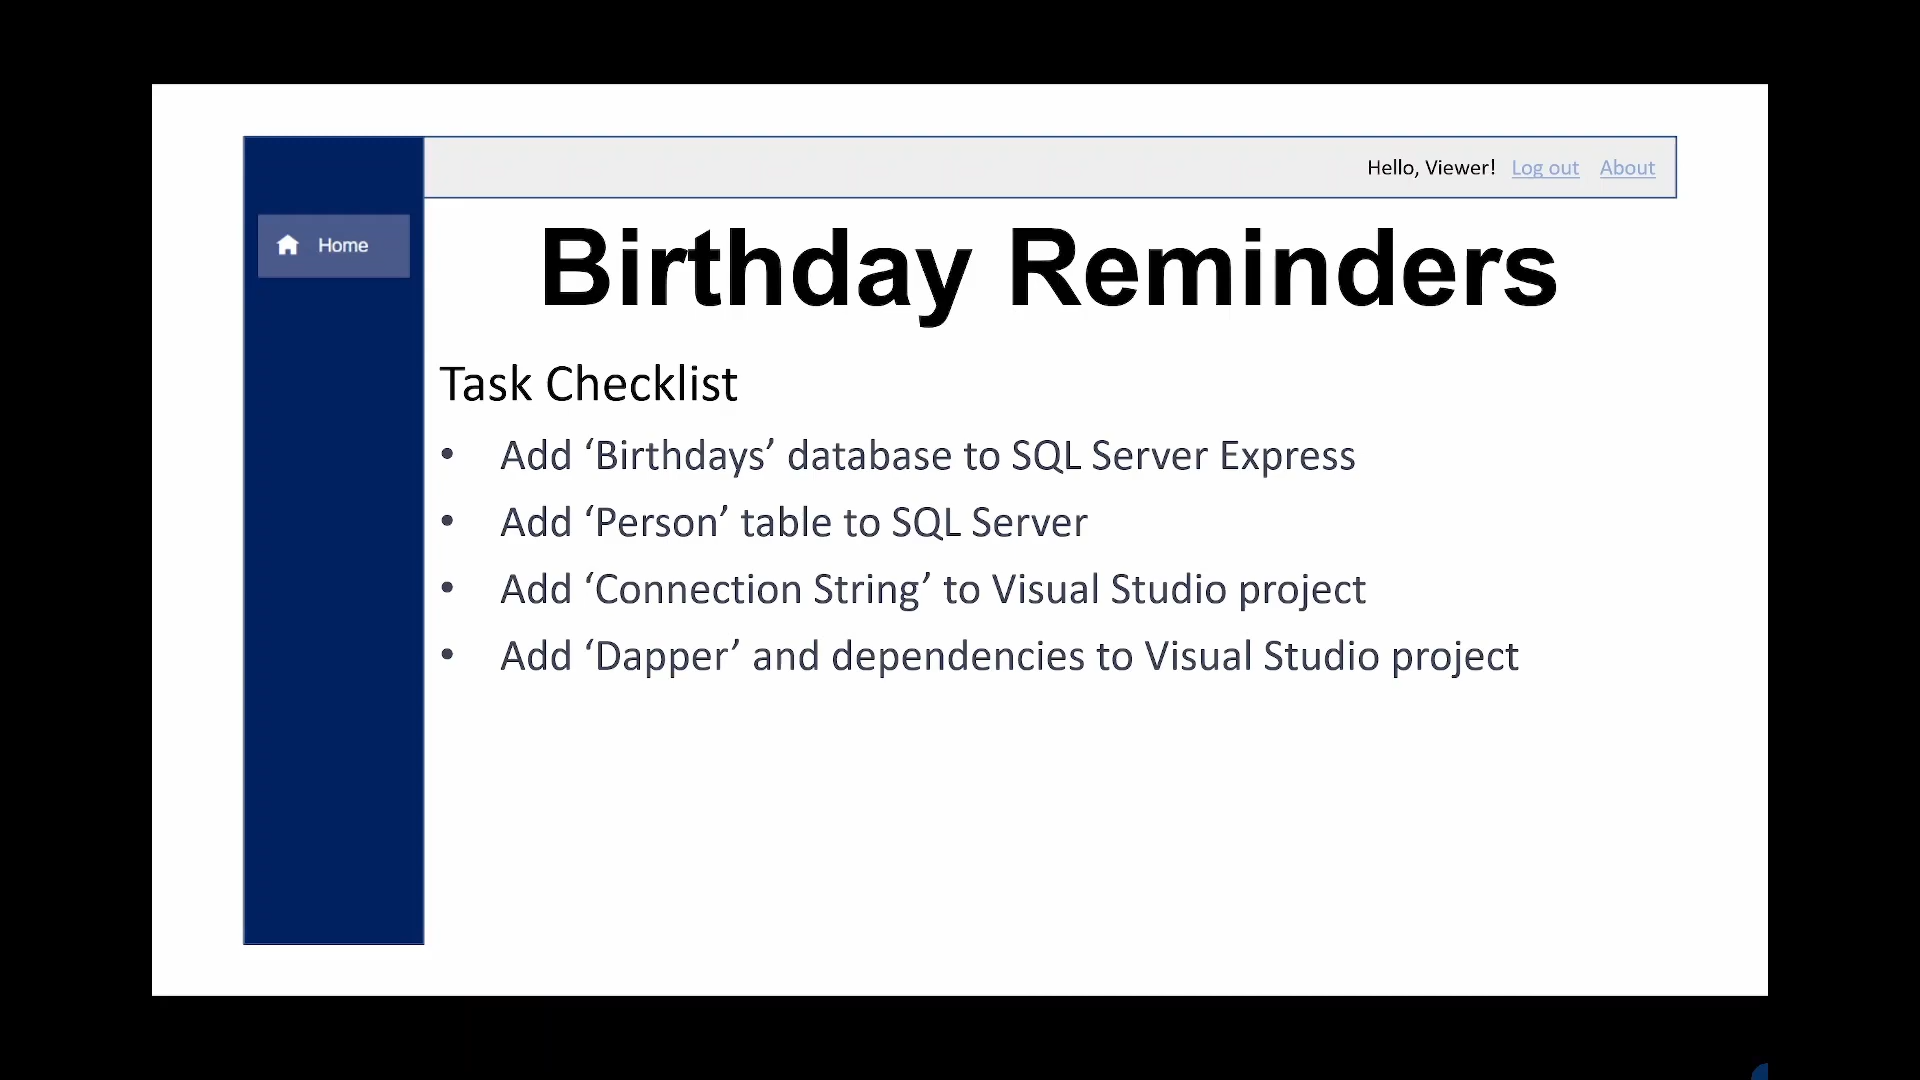 Hello, Viewer! Log out About
Home
Birthday Reminders
Task Checklist
• Add ‘Birthdays’ database to SQL Server Express
• Add ‘Person’ table to SQL Server
• Add ‘Connection String’ to Visual Studio project
• Add ‘Dapper’ and dependencies to Visual Studio project